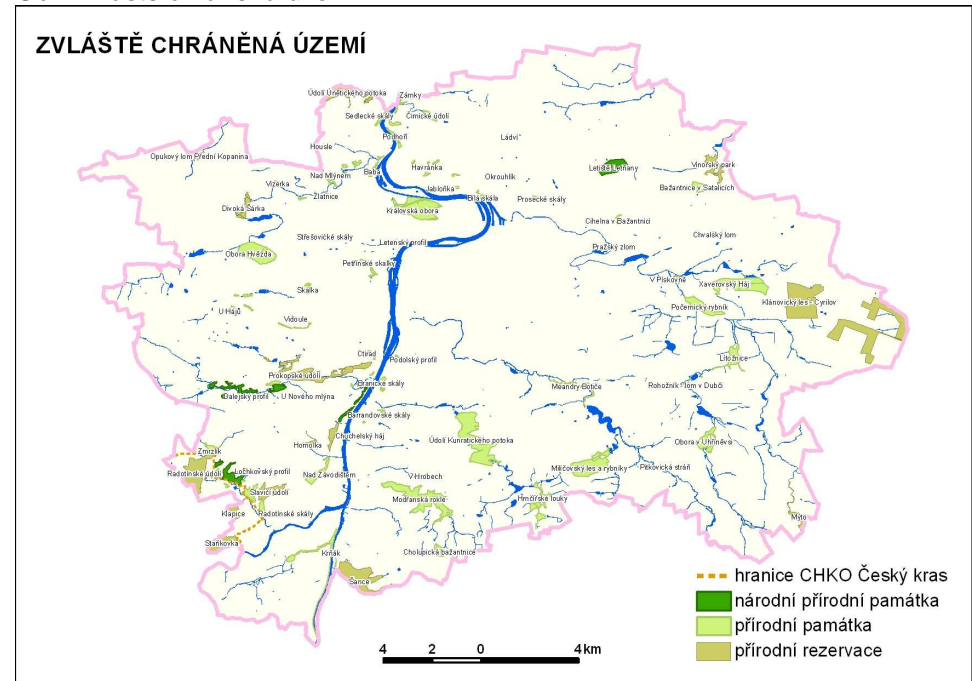 ZVLÁŠTĚ CHRÁNĚNÁ ÚZEMÍ
Údolí Únětického potoka
Zámky
Sedlecké skály
Čimické údolí
Podhoří
Ládví
Housle
Opukový lom Přední Kopanina
Baba
Havránka
Letiště Letňany
Vinořský park
Nad Mlýnem
Okrouhlík
Vizerka
Jabloňka
Bažantnice v Satalicích
Zlatnice
Bílá skála
Prosecké skály
Divoká Šárka
Královská obora
Cihelna v Bažantnici
Střešovické skály
Chvalský lom
Letenský profil
Pražský zlom
Obora Hvězda
Petřínské skalky
V Pískovně
Xaverovský Háj
Skalka
Klánovický les - Cyrilov
Počernický rybník
U Hájů
Vidoule
Ctirad
Podolský profil
Lítožnice
Prokopské údolí
Branické skály
Meandry Botiče
Rohožník - lom v Dubči
Dalejský profil
U Nového mlýna
Barrandovské skály
Chuchelský háj
Homolka
Údolí Kunratického potoka
Obora v Uhříněvsi
Zmrzlík
Radotínské údolí
Lochkovský profil
Nad Závodištěm
V Hrobech
Milíčovský les a rybníky
Pitkovická stráň
Slavičí údolí
Modřanská rokle
Hrnčířské louky
Klapice
Radotínské skály
Mýto
Staňkovka
Krňák
Cholupická bažantnice
Šance
hranice CHKO Český kras
národní přírodní památka
přírodní památka
přírodní rezervace
4 2 0 4 km